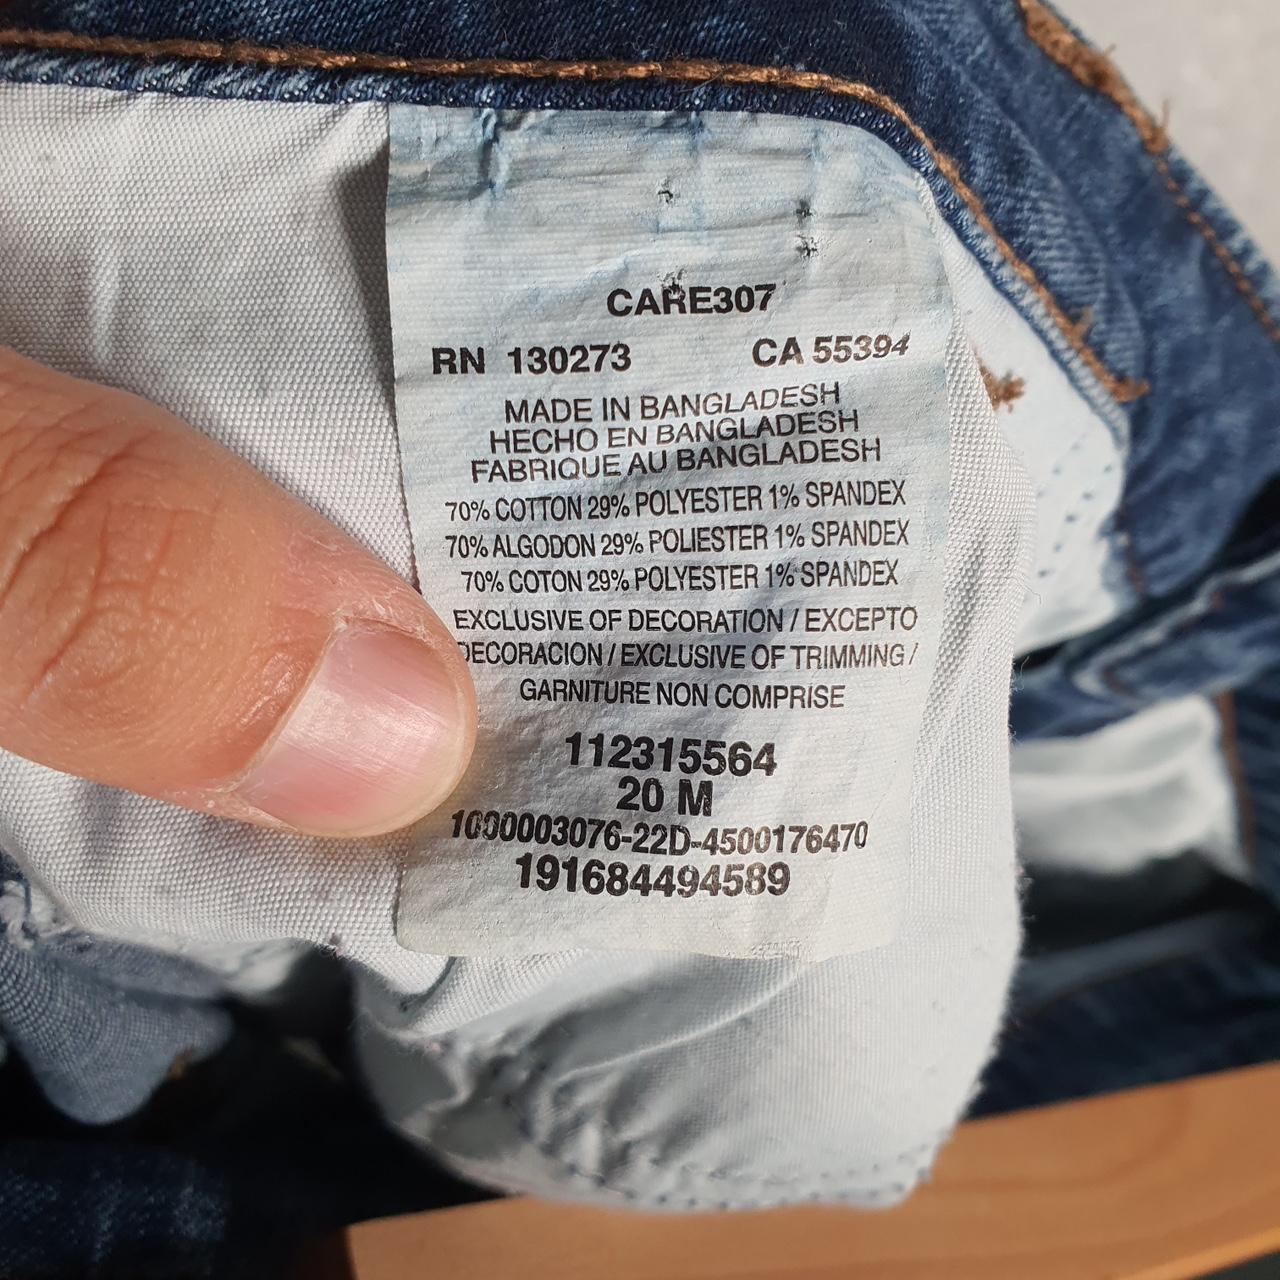 CARE307
RN 130273 CA 55394
MADE IN BANGLADESH
HECHO EN BANGLADESH
FABRIQUE AU BANGLADESH
70% COTTON 29% POLYESTER 1% SPANDEX
70% ALGODON 29% POLIESTER 1% SPANDEX
70% COTON 29% POLYESTER 1% SPANDEX
EXCLUSIVE OF DECORATION / EXCEPTO
DECORACION / EXCLUSIVE OF TRIMMING /
GARNITURE NON COMPRISE
112315564
20 M
1000003076-22D-4500176470
191684494589